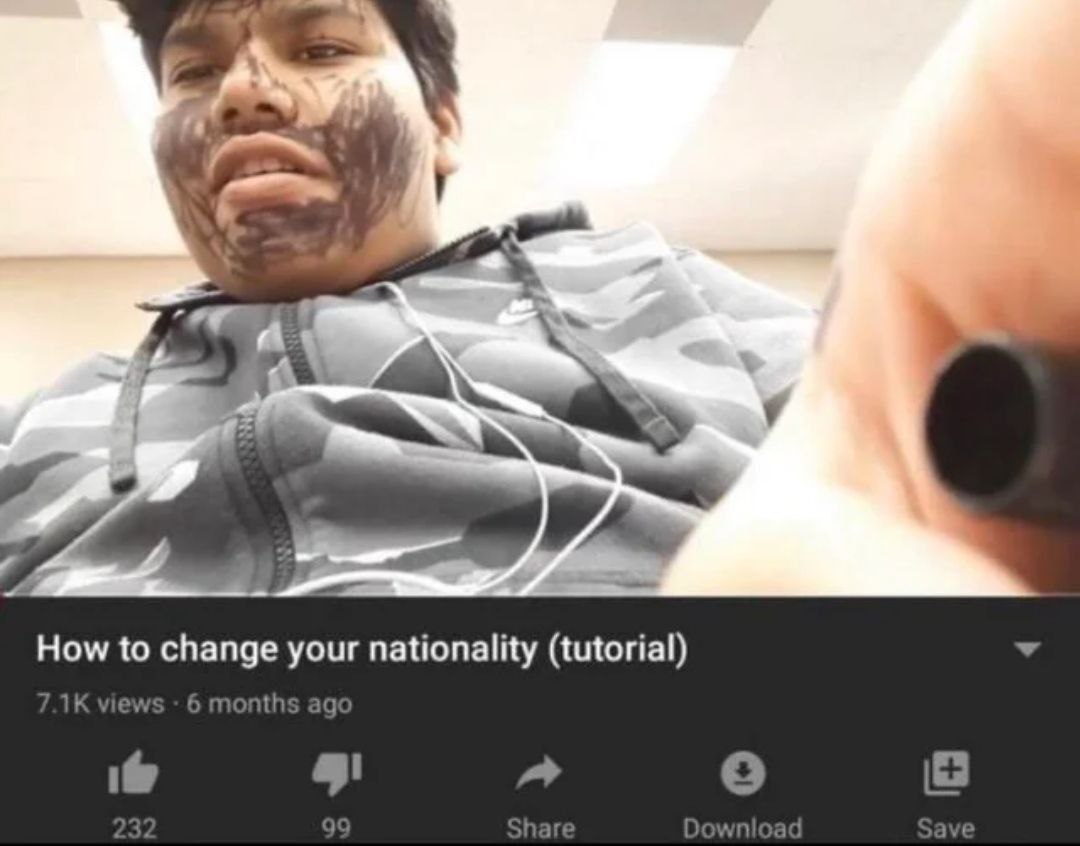 How to change your nationality (tutorial)
7.1K views · 6 months ago
232 99 Share Download Save